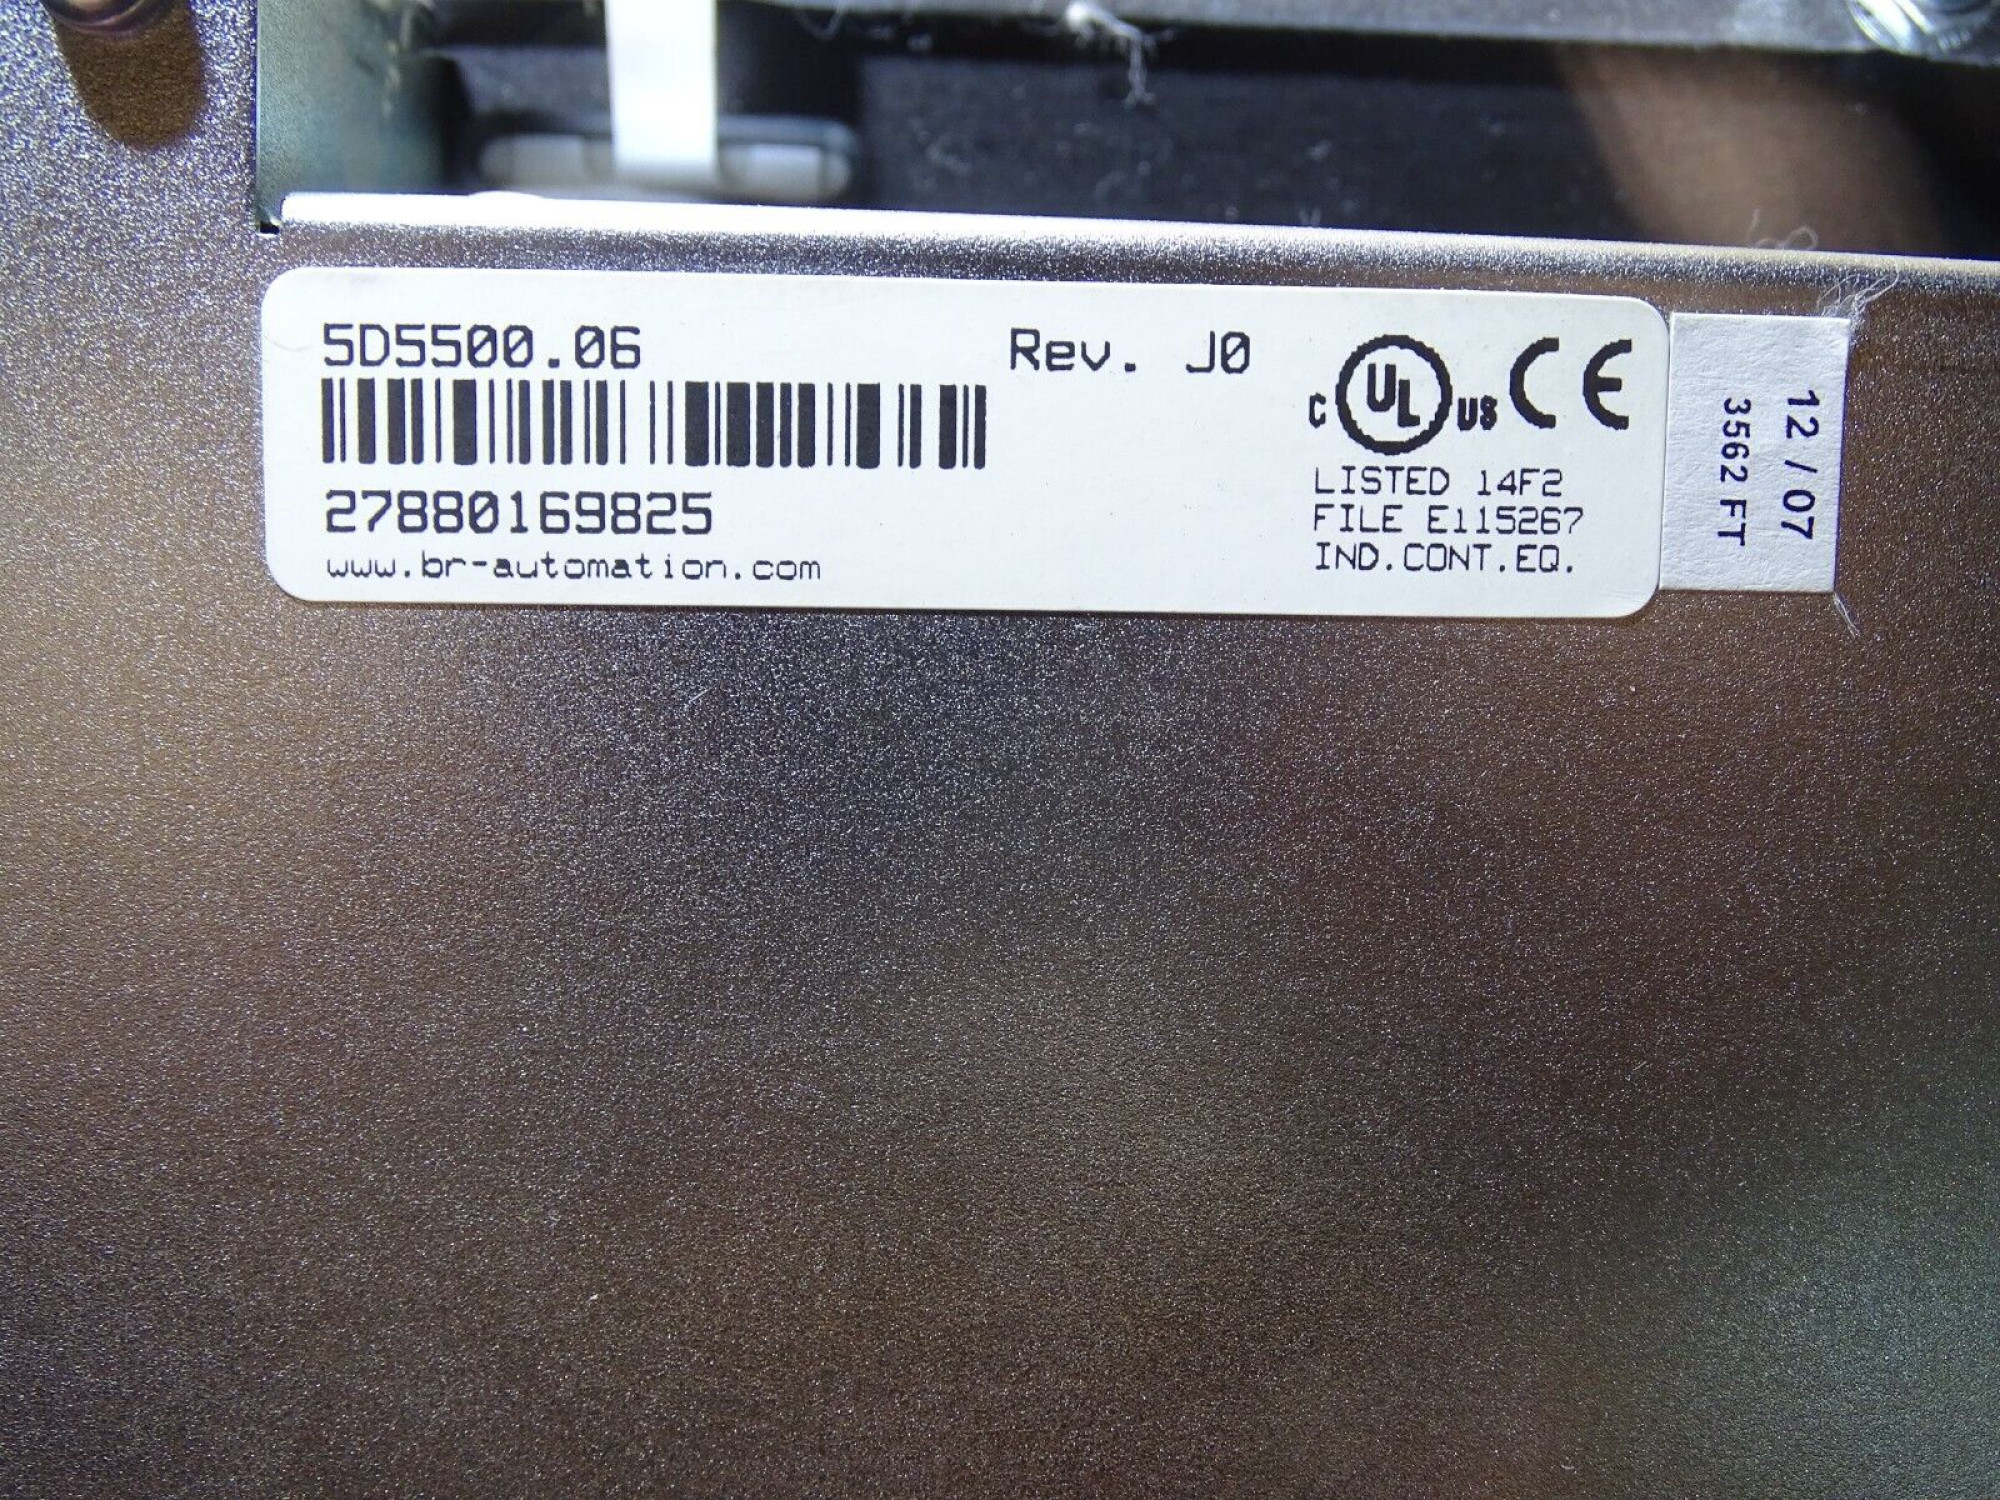 5D5500.06
Rev. J0
27880169825
www.br-automation.com
C UL US CE
LISTED 14F2
FILE E115267
IND.CONT.EQ.
12/07
3562 FT